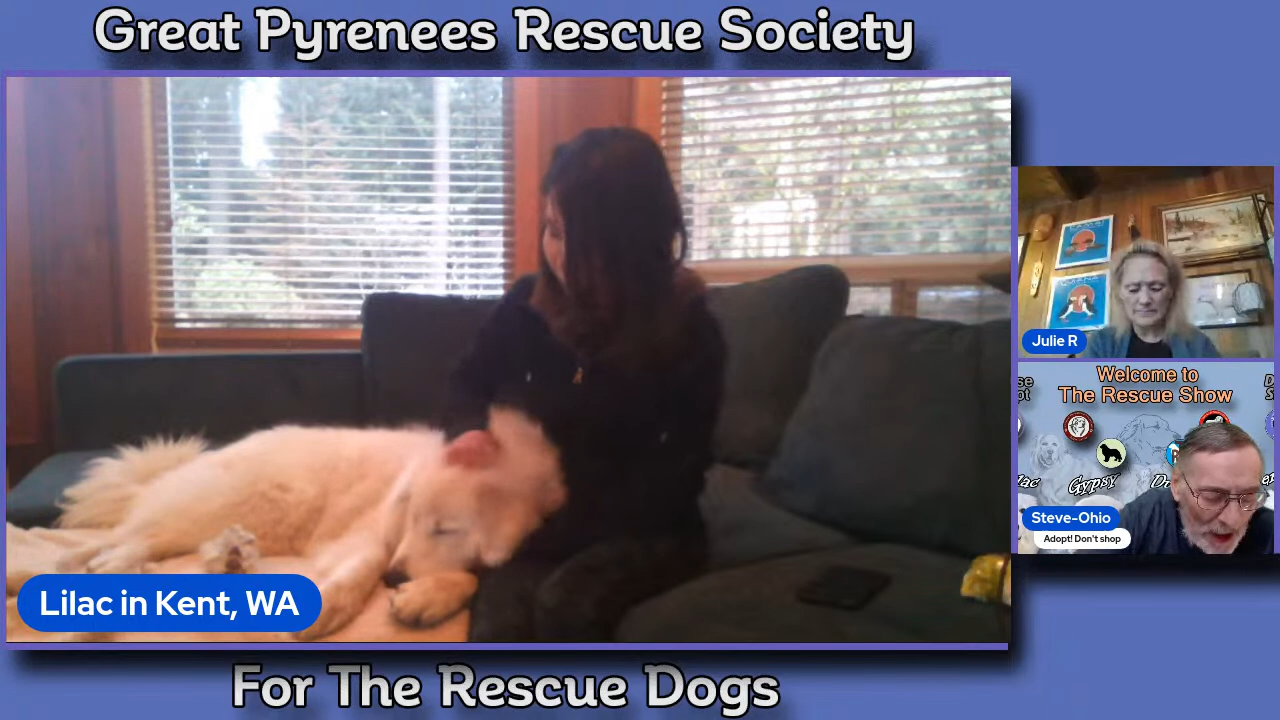 Great Pyrenees Rescue Society
Lilac in Kent, WA
For The Rescue Dogs
Julie R
Welcome to
The Rescue Show
Gypsy
Steve-Ohio
Adopt! Don't shop